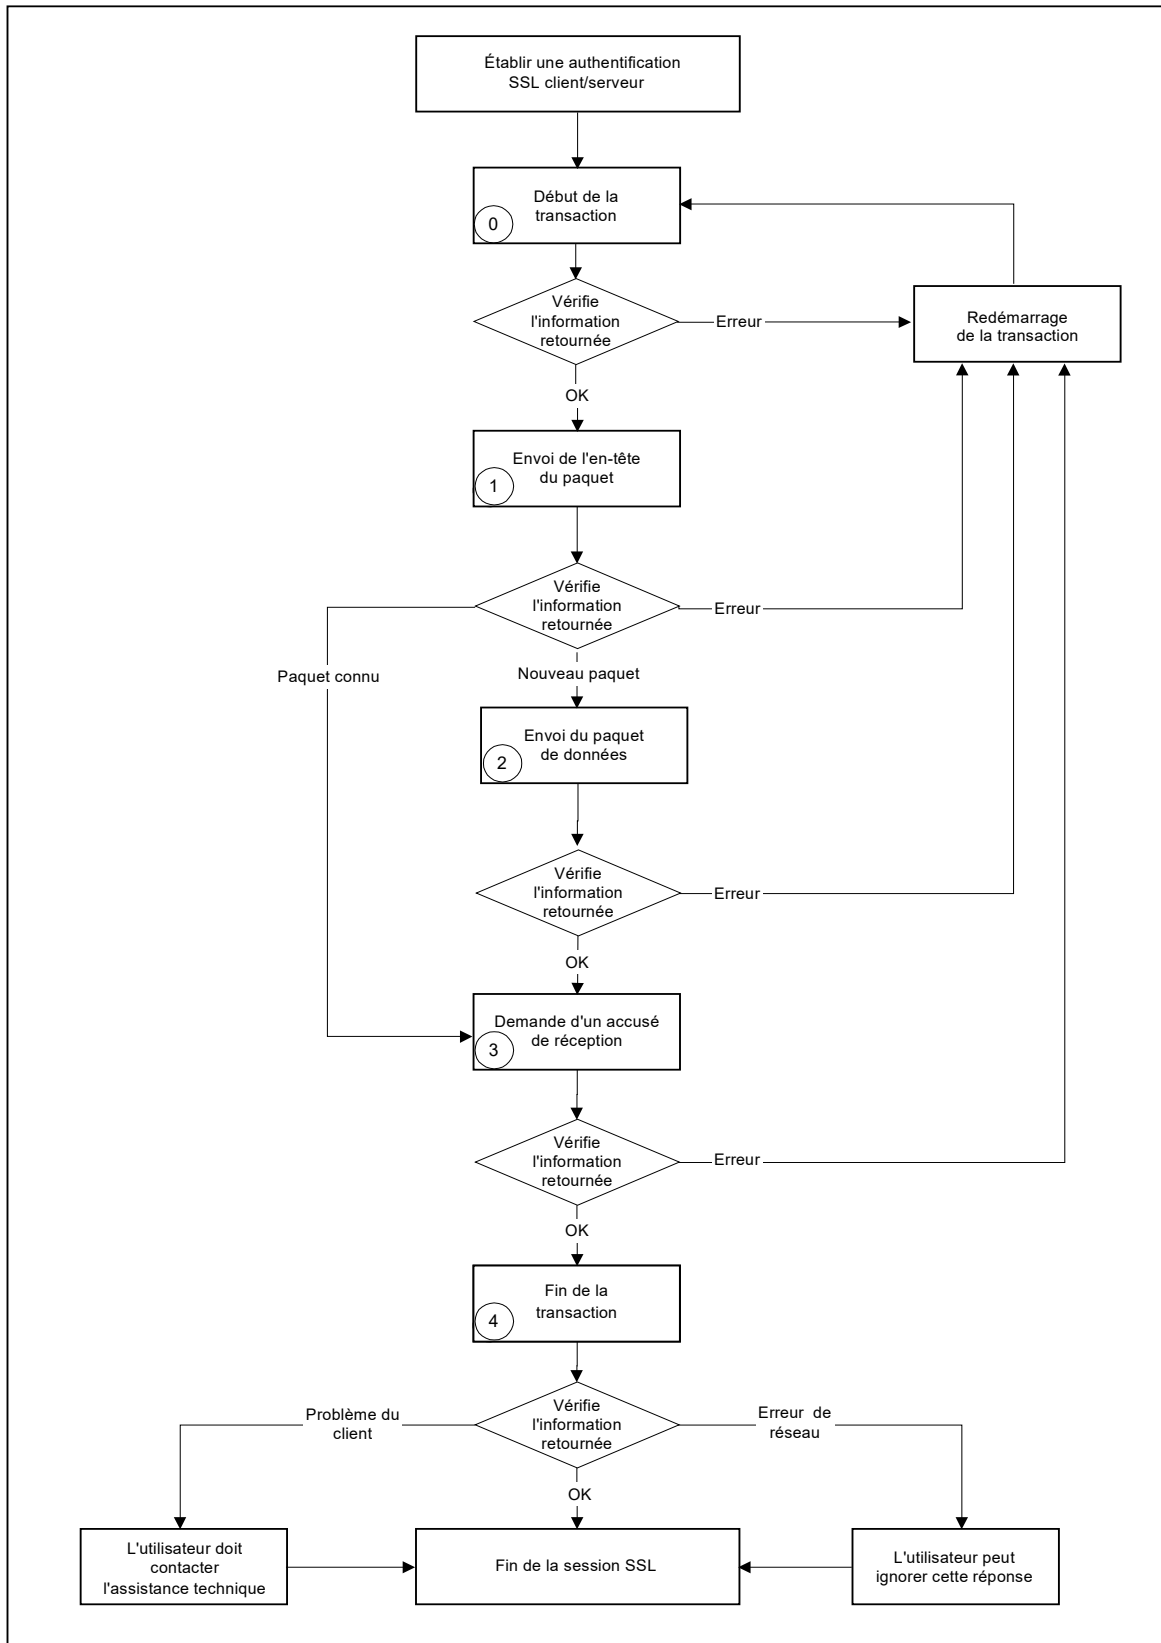 Établir une authentification
SSL client/serveur
Début de la
transaction
0
Vérifie
l'information
retournée
Erreur
Redémarrage
de la transaction
OK
Envoi de l'en-tête
du paquet
1
Vérifie
l'information
retournée
Erreur
Paquet connu
Nouveau paquet
Envoi du paquet
de données
2
Vérifie
l'information
retournée
Erreur
OK
Demande d'un accusé
de réception
3
Vérifie
l'information
retournée
Erreur
OK
Fin de la
transaction
4
Vérifie
l'information
retournée
Problème du
client
Erreur de
réseau
OK
L'utilisateur doit
contacter
l'assistance technique
Fin de la session SSL
L'utilisateur peut
ignorer cette réponse